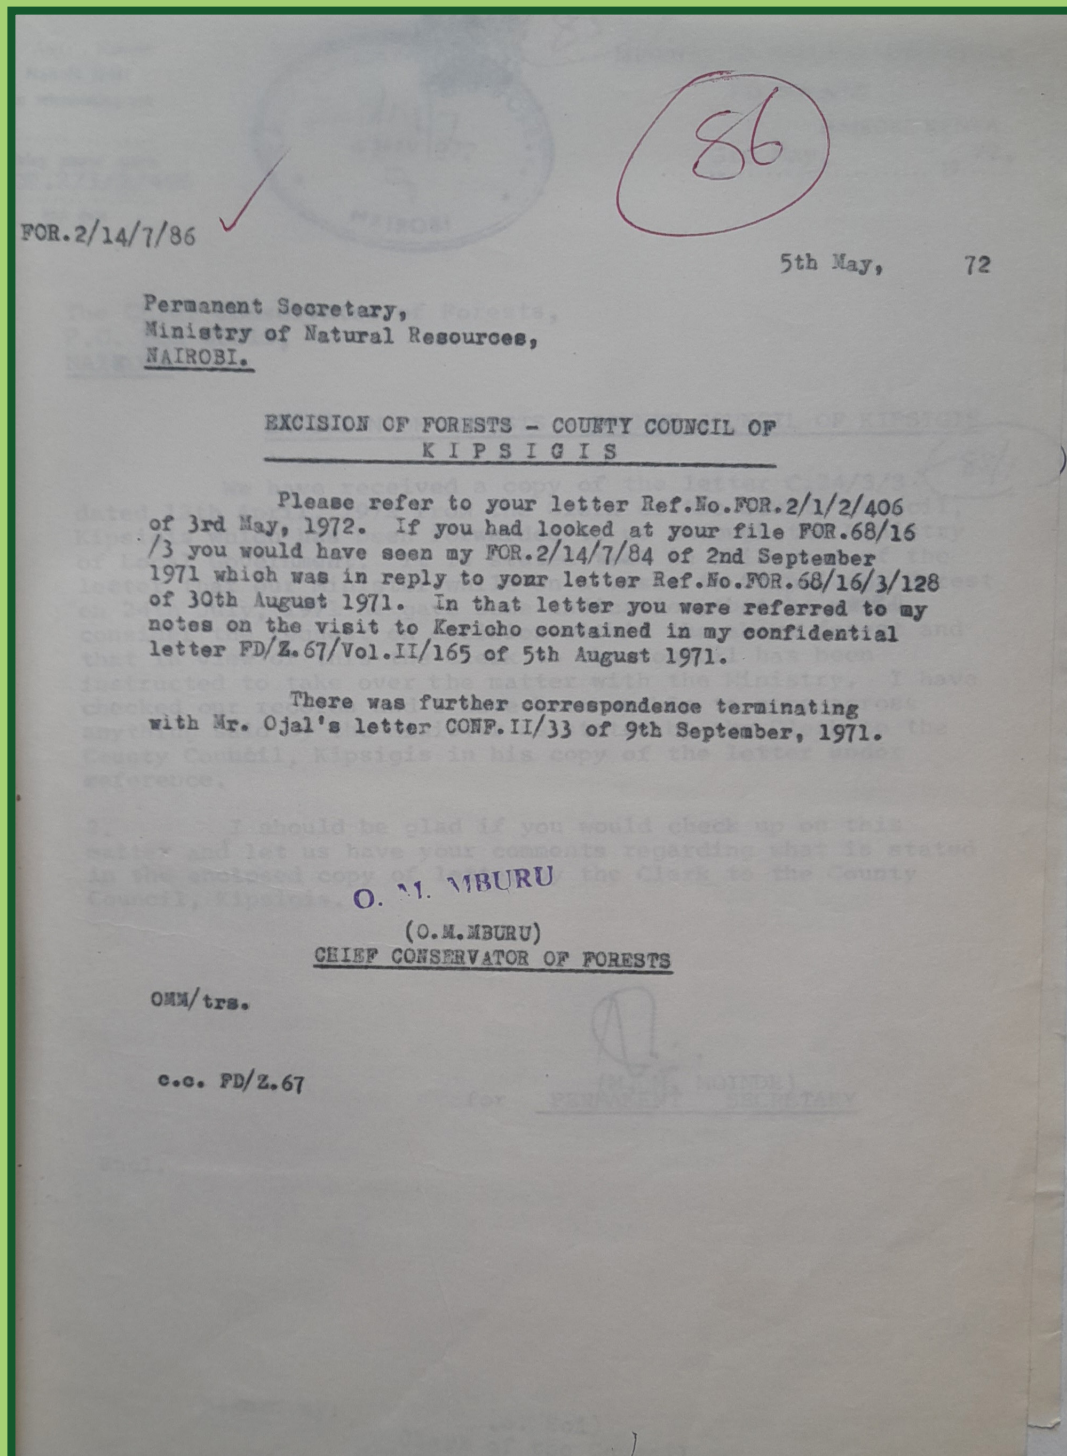 86
FOR.2/14/7/86
5th May, 72
Permanent Secretary,
Ministry of Natural Resources,
NAIROBI.
EXCISION OF FORESTS - COUNTY COUNCIL OF
K I P S I G I S
Please refer to your letter Ref.No.FOR.2/1/2/406
of 3rd May, 1972. If you had looked at your file FOR.68/16
/3 you would have seen my FOR.2/14/7/84 of 2nd September
1971 which was in reply to your letter Ref.No.FOR.68/16/3/128
of 30th August 1971. In that letter you were referred to my
notes on the visit to Kericho contained in my confidential
letter FD/Z.67/Vol.II/165 of 5th August 1971.
There was further correspondence terminating
with Mr. Ojal's letter CONF.II/33 of 9th September, 1971.
O. M. MBURU
(O.M.MBURU)
CHIEF CONSERVATOR OF FORESTS
OMM/trs.
c.c. FD/Z.67